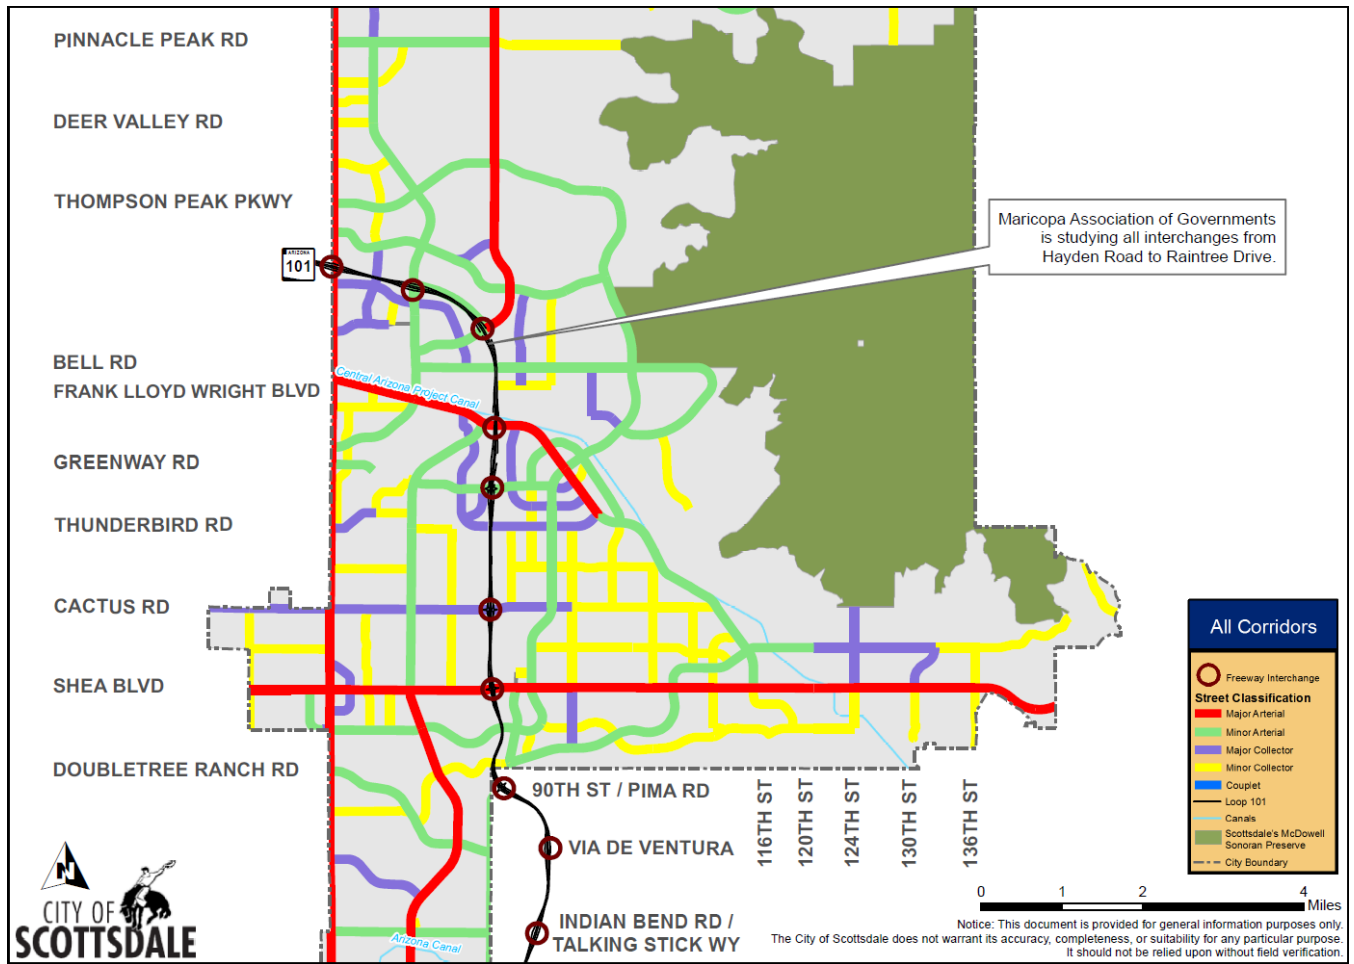 PINNACLE PEAK RD
DEER VALLEY RD
THOMPSON PEAK PKWY
Maricopa Association of Governments
is studying all interchanges from
Hayden Road to Raintree Drive.
ARIZONA
101
BELL RD
FRANK LLOYD WRIGHT BLVD
Central Arizona Project Canal
GREENWAY RD
THUNDERBIRD RD
CACTUS RD
SHEA BLVD
DOUBLETREE RANCH RD
90TH ST / PIMA RD
VIA DE VENTURA
INDIAN BEND RD /
TALKING STICK WY
116TH ST
120TH ST
124TH ST
130TH ST
136TH ST
Arizona Canal
All Corridors
Freeway Interchange
Street Classification
Major Arterial
Minor Arterial
Major Collector
Minor Collector
Couplet
Loop 101
Canals
Scottsdale's McDowell
Sonoran Preserve
City Boundary
N
CITY OF
SCOTTSDALE
0 1 2 4
Miles
Notice: This document is provided for general information purposes only.
The City of Scottsdale does not warrant its accuracy, completeness, or suitability for any particular purpose.
It should not be relied upon without field verification.